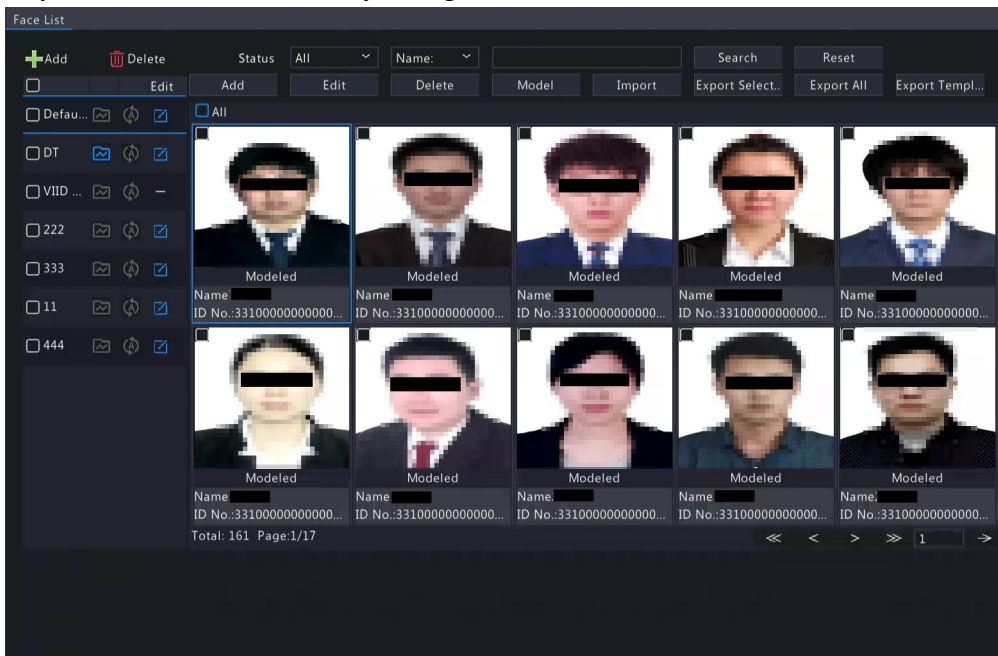 Face List
Add Delete Status All Name: Search Reset
Edit Add Edit Delete Model Import Export Select.. Export All Export Templ...
Defau... All
DT
VIID ...
222
333
11
444
Modeled Modeled Modeled Modeled Modeled
Name Name Name Name Name
ID No.:33100000000000... ID No.:33100000000000... ID No.:33100000000000... ID No.:33100000000000... ID No.:33100000000000...
Modeled Modeled Modeled Modeled Modeled
Name Name Name. Name Name.
ID No.:33100000000000... ID No.:33100000000000... ID No.:33100000000000... ID No.:33100000000000... ID No.:33100000000000...
Total: 161 Page:1/17 1